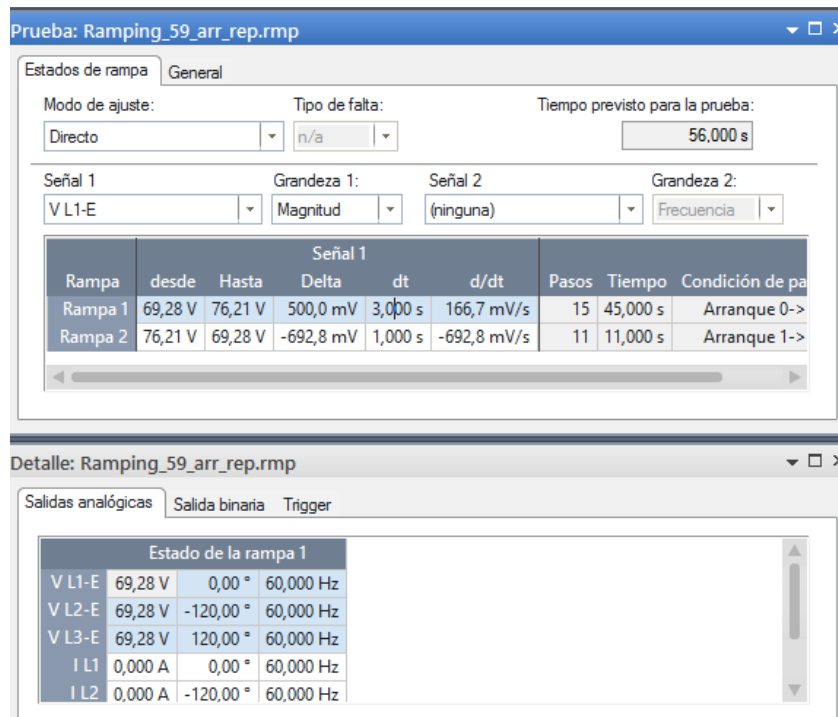 Prueba: Ramping_59_arr_rep.rmp
Estados de rampa General
Modo de ajuste: Tipo de falta: Tiempo previsto para la prueba:
Directo n/a 56,000 s
Señal 1 Grandeza 1: Señal 2 Grandeza 2:
V L1-E Magnitud (ninguna) Frecuencia
Señal 1
Rampa desde Hasta Delta dt d/dt Pasos Tiempo Condición de pa
Rampa 1 69,28 V 76,21 V 500,0 mV 3,000 s 166,7 mV/s 15 45,000 s Arranque 0->
Rampa 2 76,21 V 69,28 V -692,8 mV 1,000 s -692,8 mV/s 11 11,000 s Arranque 1->
Detalle: Ramping_59_arr_rep.rmp
Salidas analógicas Salida binaria Trigger
Estado de la rampa 1
V L1-E 69,28 V 0,00 ° 60,000 Hz
V L2-E 69,28 V -120,00 ° 60,000 Hz
V L3-E 69,28 V 120,00 ° 60,000 Hz
I L1 0,000 A 0,00 ° 60,000 Hz
I L2 0,000 A -120,00 ° 60,000 Hz